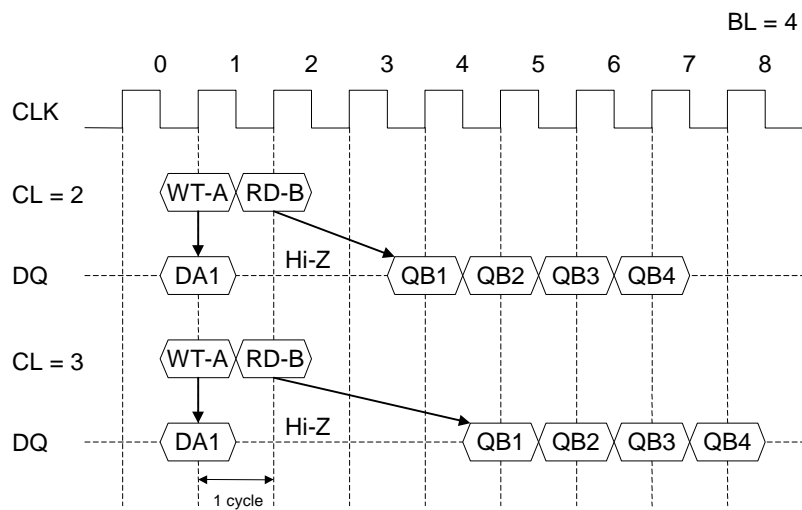 BL = 4
0 1 2 3 4 5 6 7 8
CLK
CL = 2 WT-A RD-B
DQ DA1 Hi-Z QB1 QB2 QB3 QB4
CL = 3 WT-A RD-B
DQ DA1 Hi-Z QB1 QB2 QB3 QB4
1 cycle